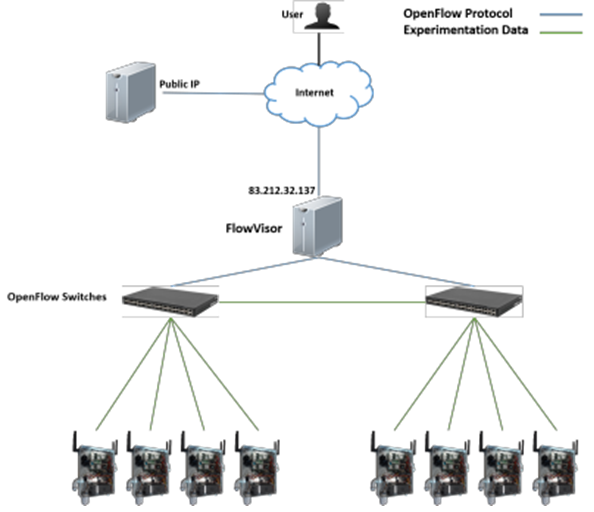 User
OpenFlow Protocol
Experimentation Data
Public IP
Internet
83.212.32.137
FlowVisor
OpenFlow Switches